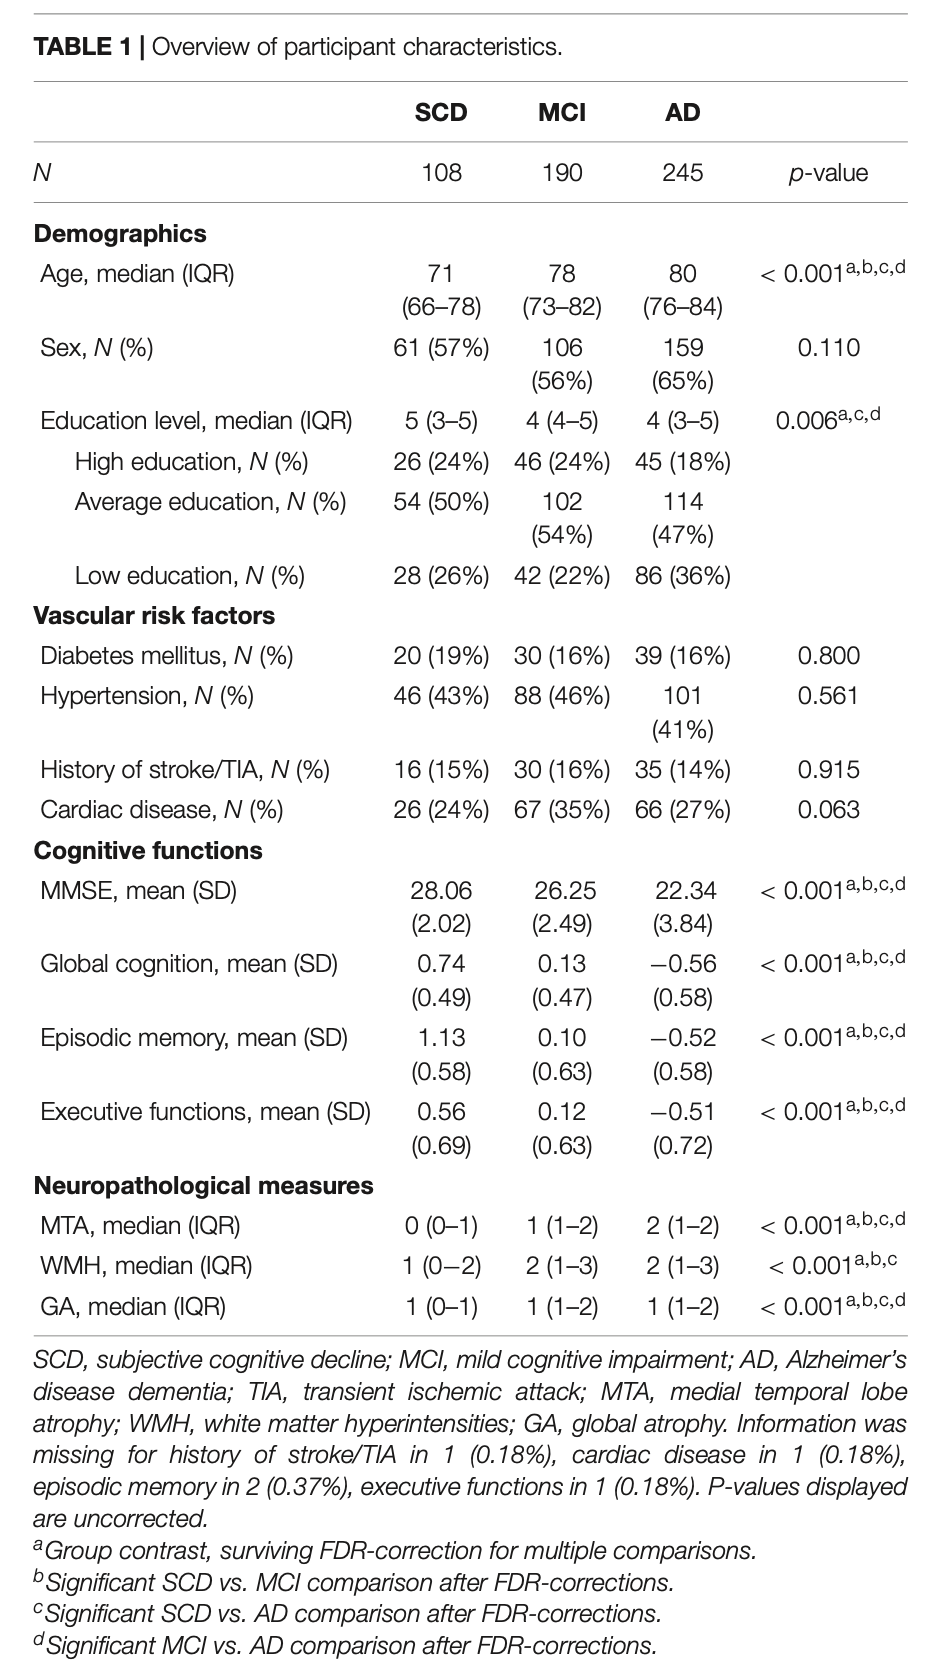 TABLE 1 | Overview of participant characteristics.
SCD MCI AD
N 108 190 245 p-value
Demographics
Age, median (IQR) 71 78 80 < 0.001a,b,c,d
(66–78) (73–82) (76–84)
Sex, N (%) 61 (57%) 106 159 0.110
(56%) (65%)
Education level, median (IQR) 5 (3–5) 4 (4–5) 4 (3–5) 0.006a,c,d
High education, N (%) 26 (24%) 46 (24%) 45 (18%)
Average education, N (%) 54 (50%) 102 114
(54%) (47%)
Low education, N (%) 28 (26%) 42 (22%) 86 (36%)
Vascular risk factors
Diabetes mellitus, N (%) 20 (19%) 30 (16%) 39 (16%) 0.800
Hypertension, N (%) 46 (43%) 88 (46%) 101 0.561
(41%)
History of stroke/TIA, N (%) 16 (15%) 30 (16%) 35 (14%) 0.915
Cardiac disease, N (%) 26 (24%) 67 (35%) 66 (27%) 0.063
Cognitive functions
MMSE, mean (SD) 28.06 26.25 22.34 < 0.001a,b,c,d
(2.02) (2.49) (3.84)
Global cognition, mean (SD) 0.74 0.13 −0.56 < 0.001a,b,c,d
(0.49) (0.47) (0.58)
Episodic memory, mean (SD) 1.13 0.10 −0.52 < 0.001a,b,c,d
(0.58) (0.63) (0.58)
Executive functions, mean (SD) 0.56 0.12 −0.51 < 0.001a,b,c,d
(0.69) (0.63) (0.72)
Neuropathological measures
MTA, median (IQR) 0 (0–1) 1 (1–2) 2 (1–2) < 0.001a,b,c,d
WMH, median (IQR) 1 (0−2) 2 (1–3) 2 (1–3) < 0.001a,b,c
GA, median (IQR) 1 (0–1) 1 (1–2) 1 (1–2) < 0.001a,b,c,d
SCD, subjective cognitive decline; MCI, mild cognitive impairment; AD, Alzheimer's
disease dementia; TIA, transient ischemic attack; MTA, medial temporal lobe
atrophy; WMH, white matter hyperintensities; GA, global atrophy. Information was
missing for history of stroke/TIA in 1 (0.18%), cardiac disease in 1 (0.18%),
episodic memory in 2 (0.37%), executive functions in 1 (0.18%). P-values displayed
are uncorrected.
aGroup contrast, surviving FDR-correction for multiple comparisons.
bSignificant SCD vs. MCI comparison after FDR-corrections.
cSignificant SCD vs. AD comparison after FDR-corrections.
dSignificant MCI vs. AD comparison after FDR-corrections.